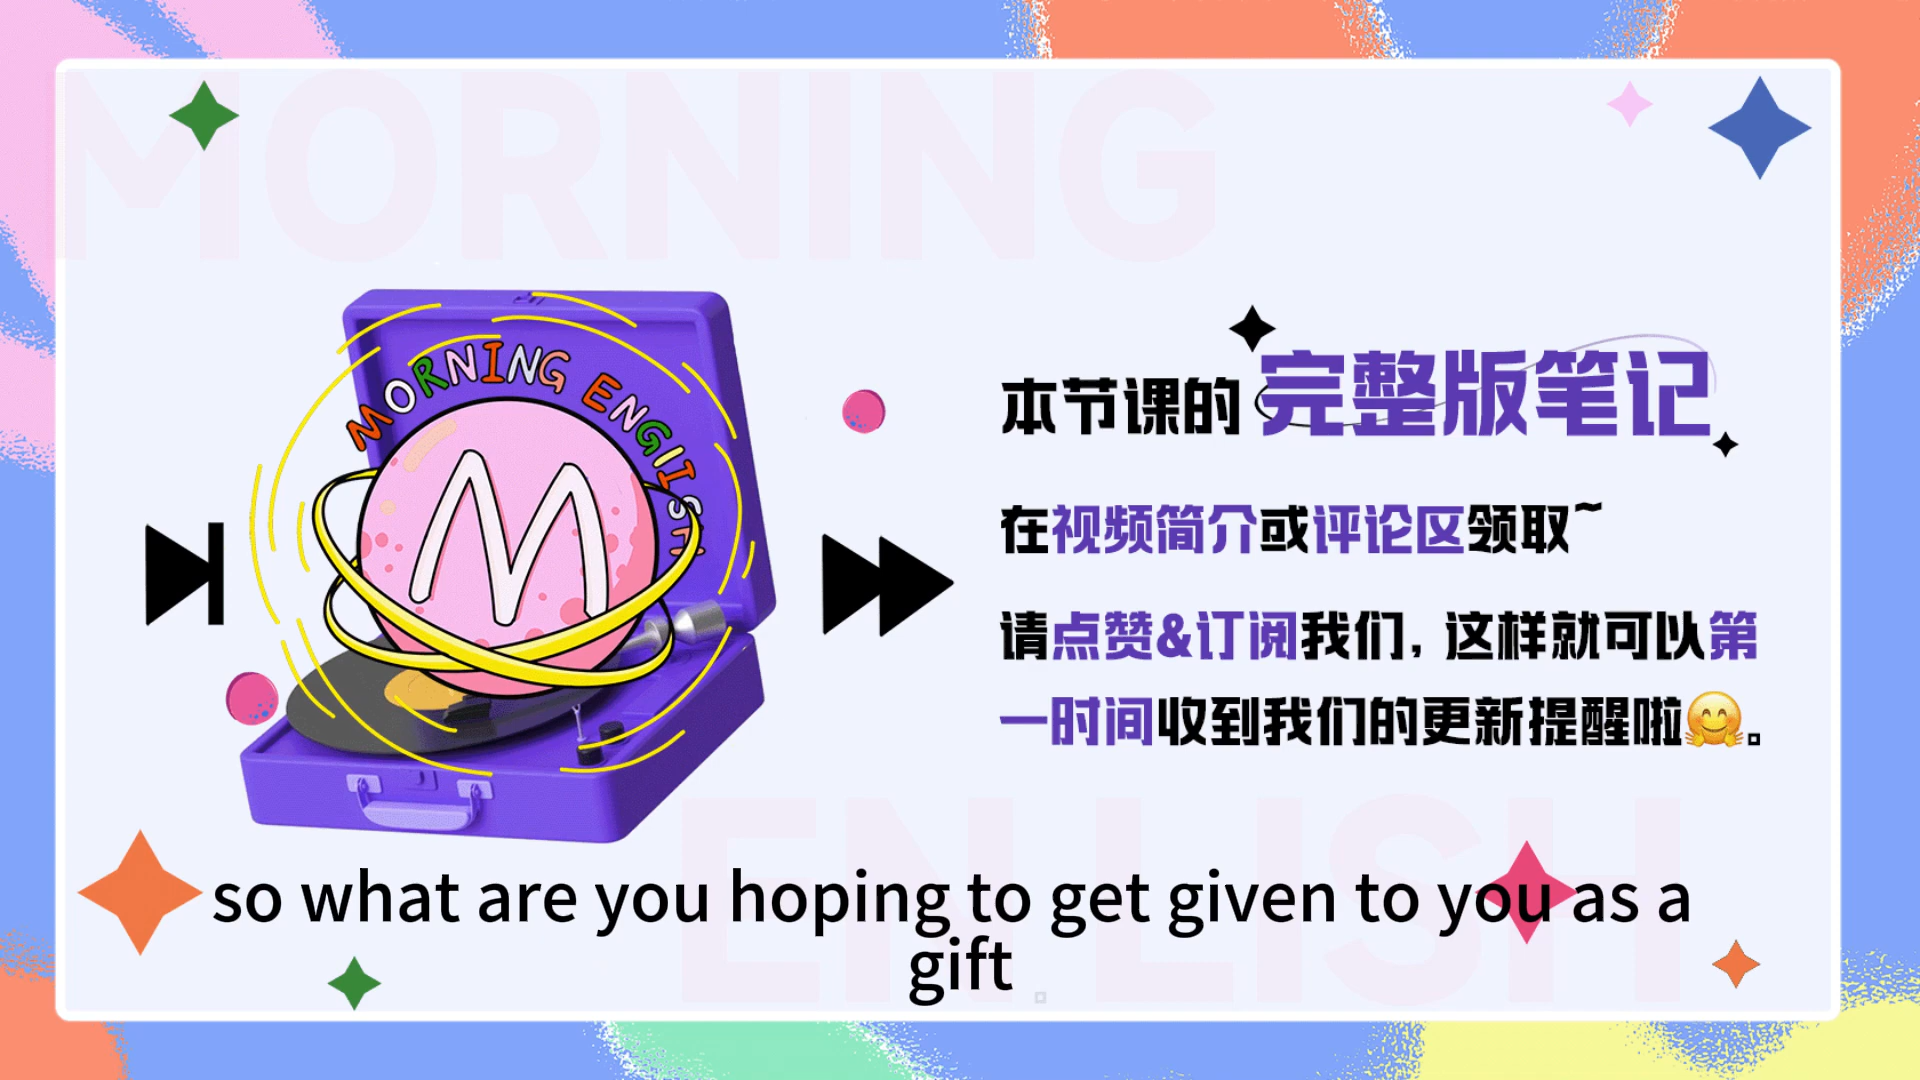 MORNING
MORNING ENGLISH
M
本节课的完整版笔记
在视频简介或评论区领取~
请点赞&订阅我们，这样就可以第
一时间收到我们的更新提醒啦🤗。
EN LISH
so what are you hoping to get given to you as a
gift